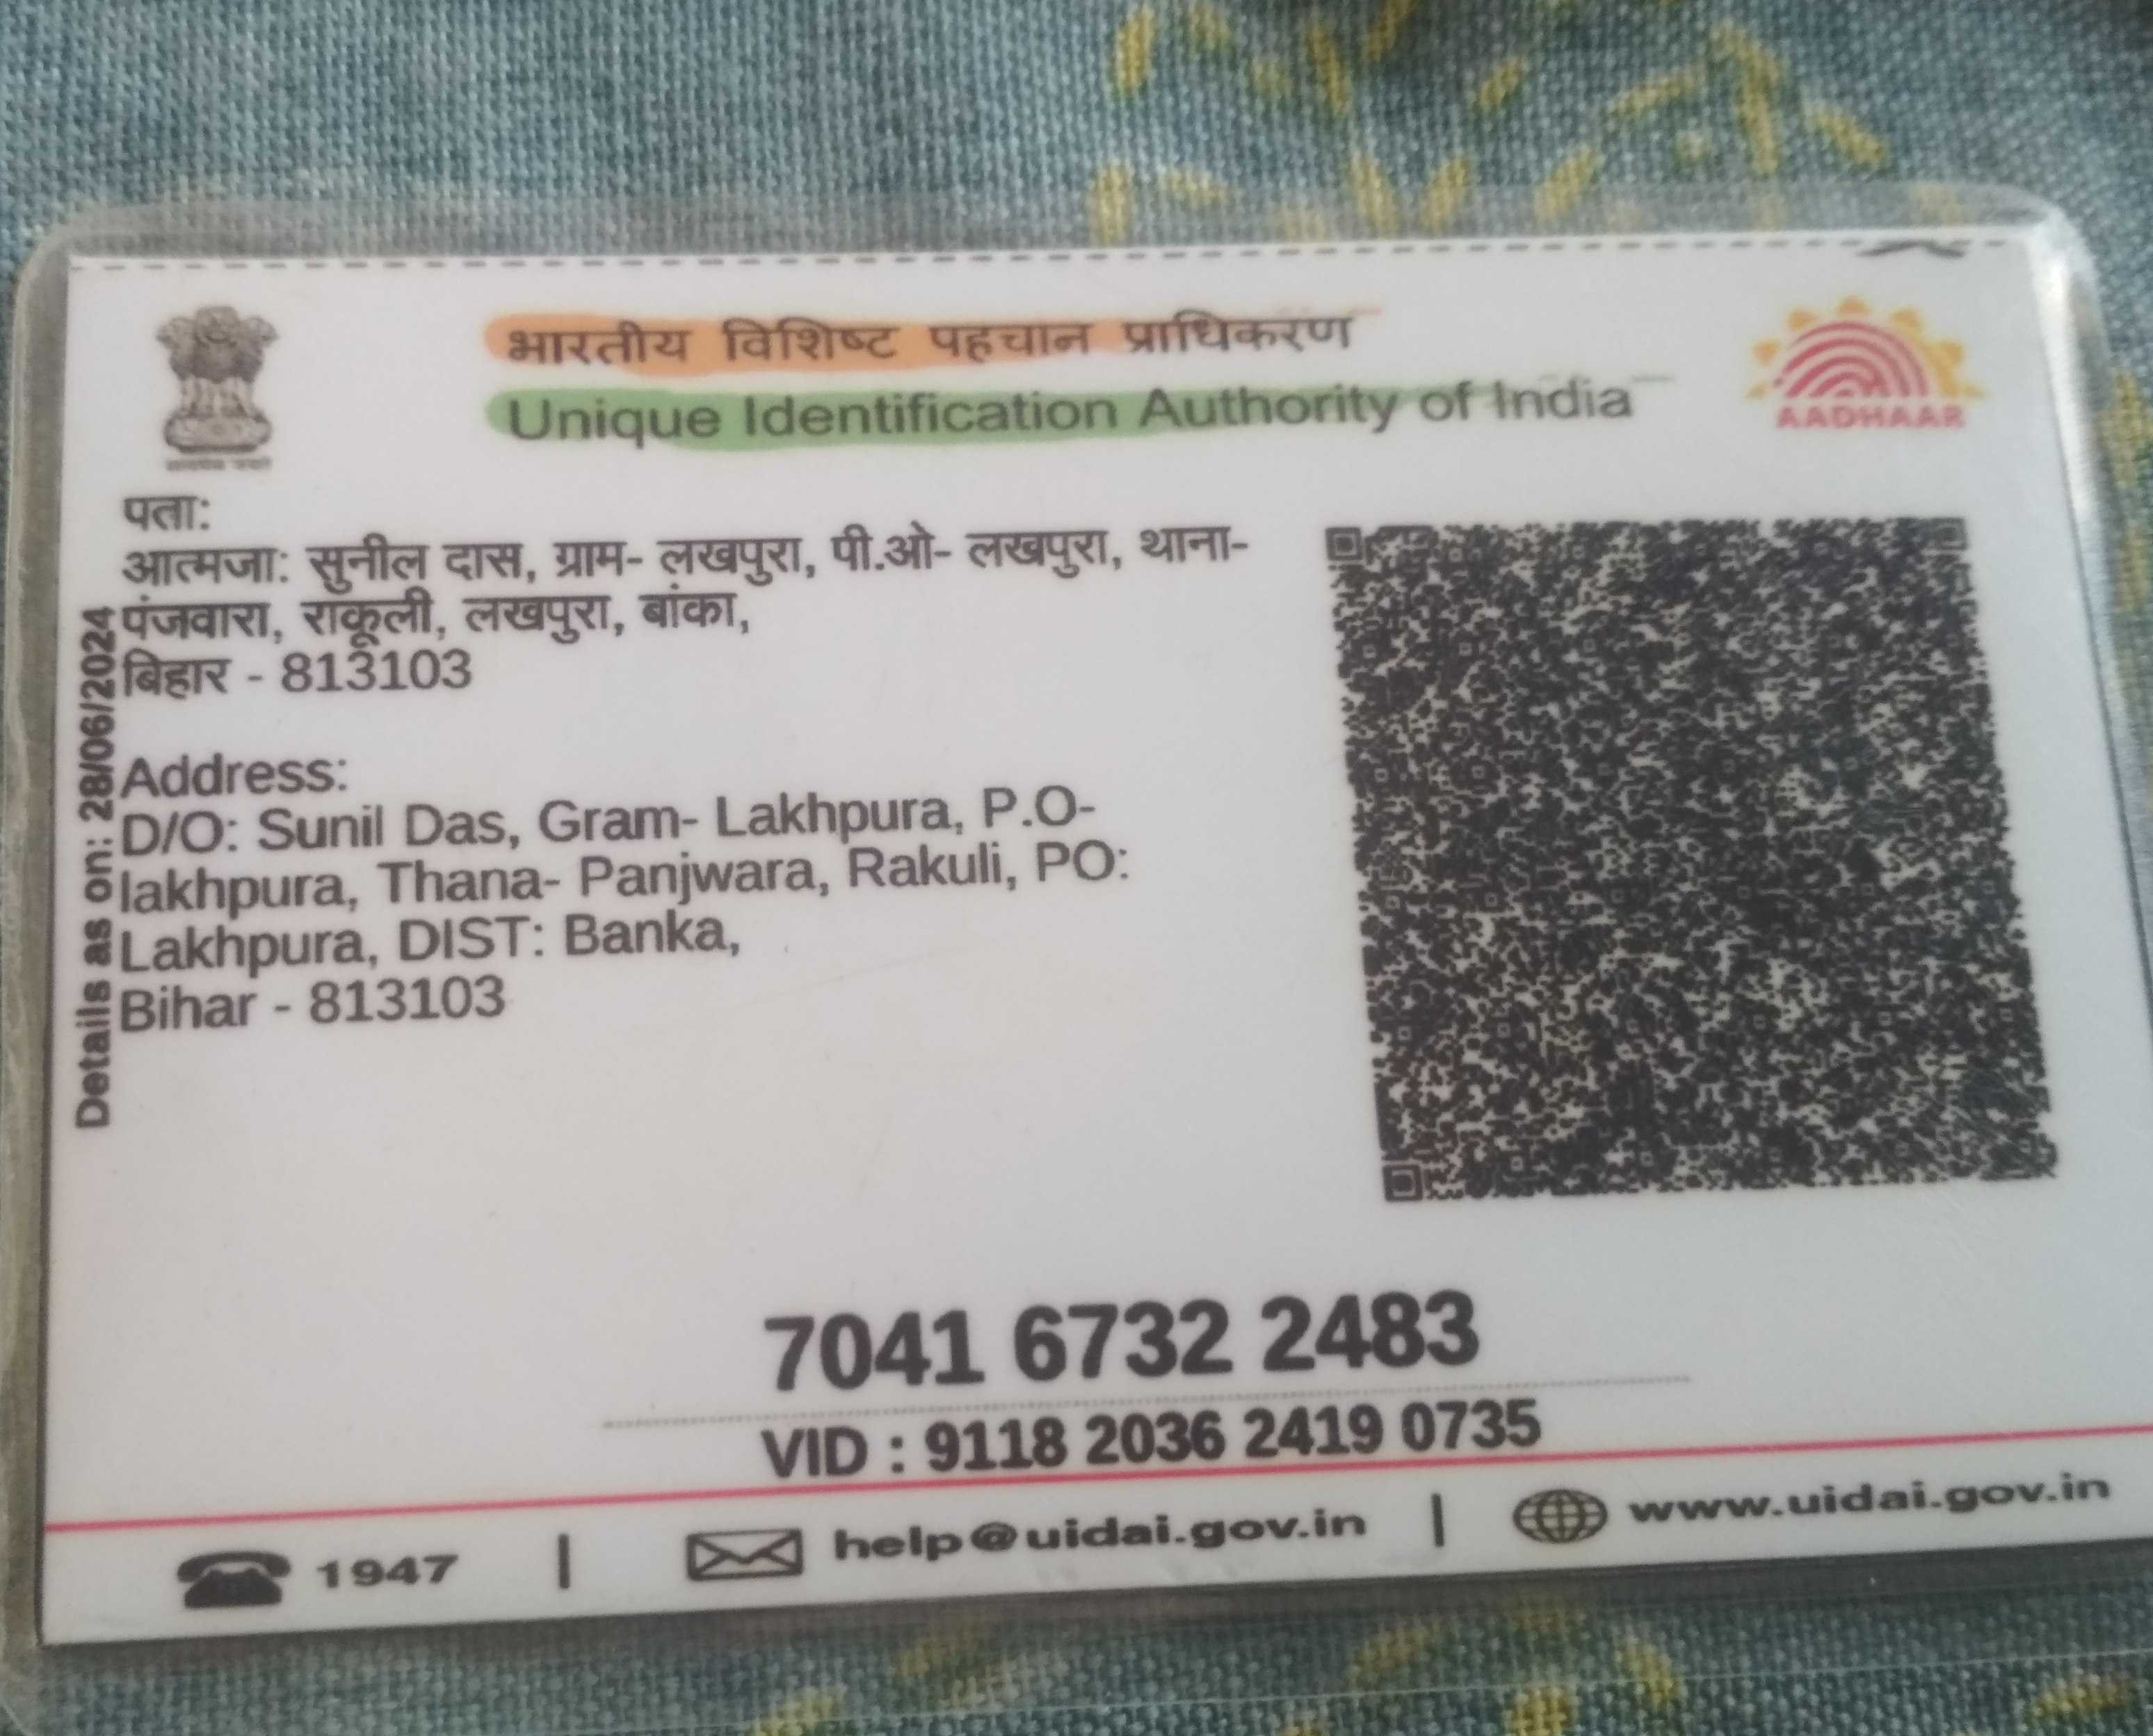 भारतीय विशिष्ट पहचान प्राधिकरण
Unique Identification Authority of India
AADHAAR
पता:
आत्मजा: सुनील दास, ग्राम- लखपुरा, पी.ओ- लखपुरा, थाना-
पंजवारा, राकूली, लखपुरा, बांका,
बिहार - 813103
Address:
D/O: Sunil Das, Gram- Lakhpura, P.O-
lakhpura, Thana- Panjwara, Rakuli, PO:
Lakhpura, DIST: Banka,
Bihar - 813103
Details as on: 28/06/2024
7041 6732 2483
VID : 9118 2036 2419 0735
1947 | help@uidai.gov.in | www.uidai.gov.in